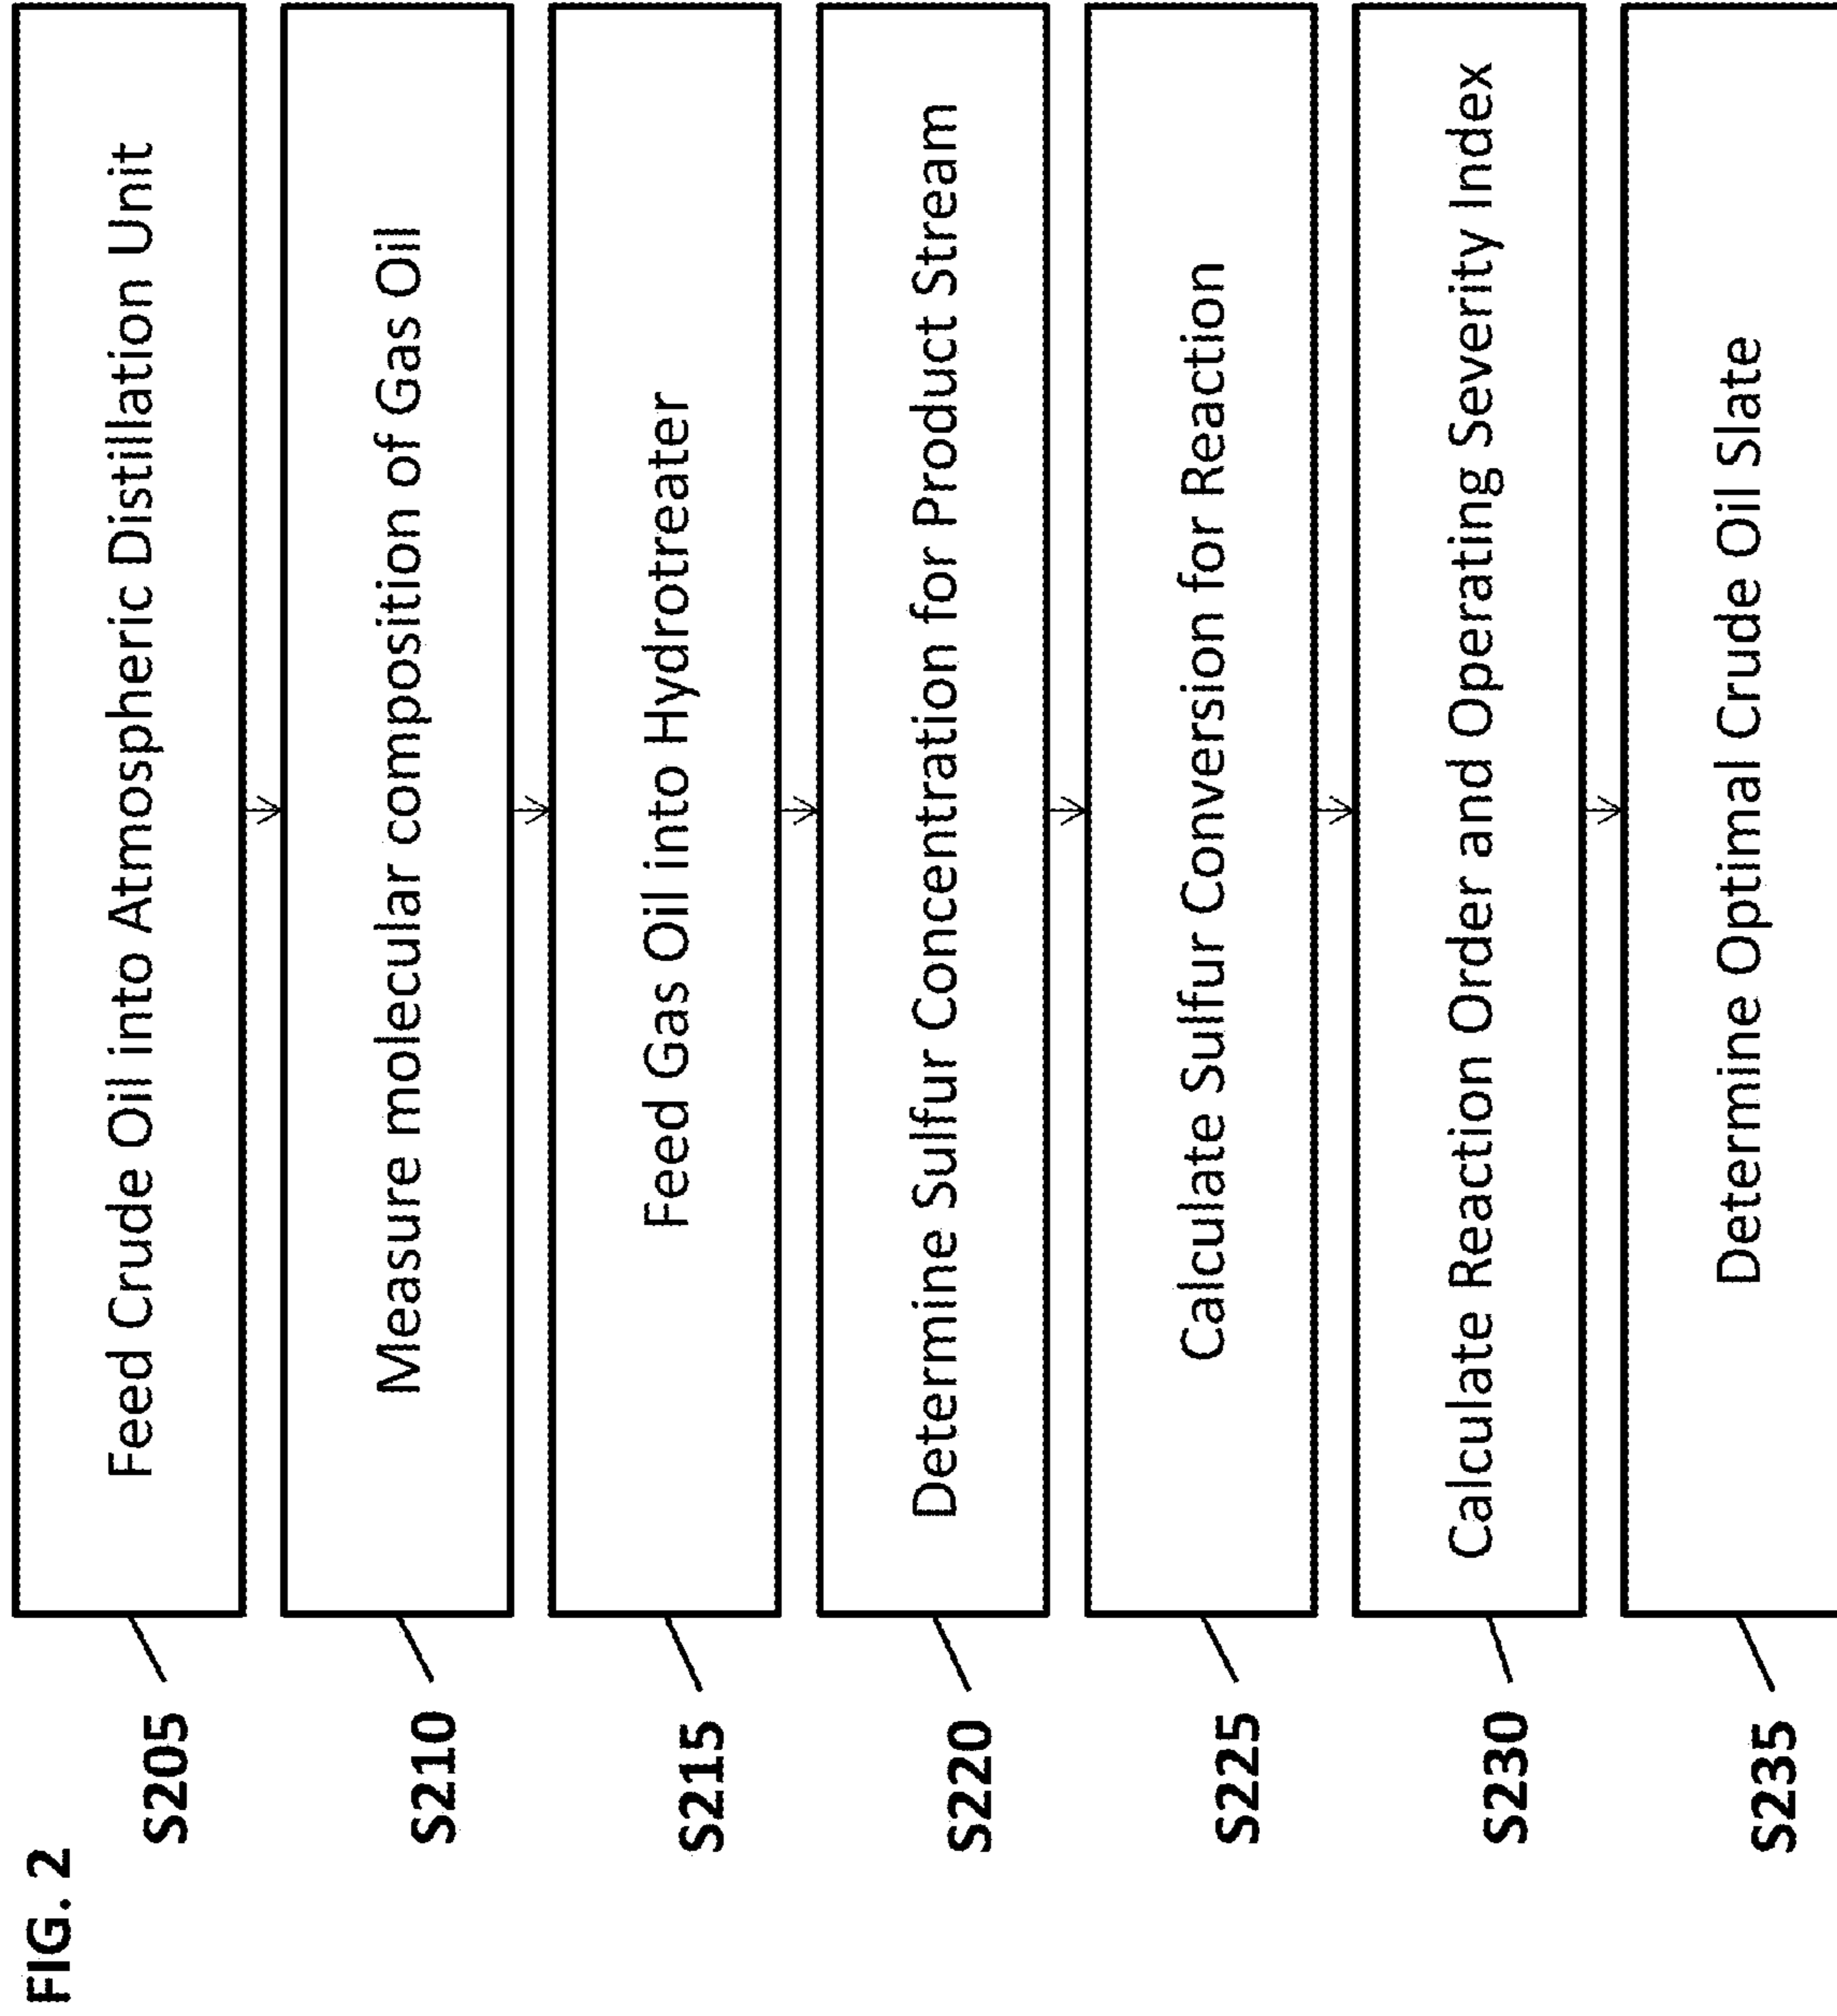 FIG. 2
S205
Feed Crude Oil into Atmospheric Distillation Unit
S210
Measure molecular composition of Gas Oil
S215
Feed Gas Oil into Hydrotreater
S220
Determine Sulfur Concentration for Product Stream
S225
Calculate Sulfur Conversion for Reaction
S230
Calculate Reaction Order and Operating Severity Index
S235
Determine Optimal Crude Oil Slate